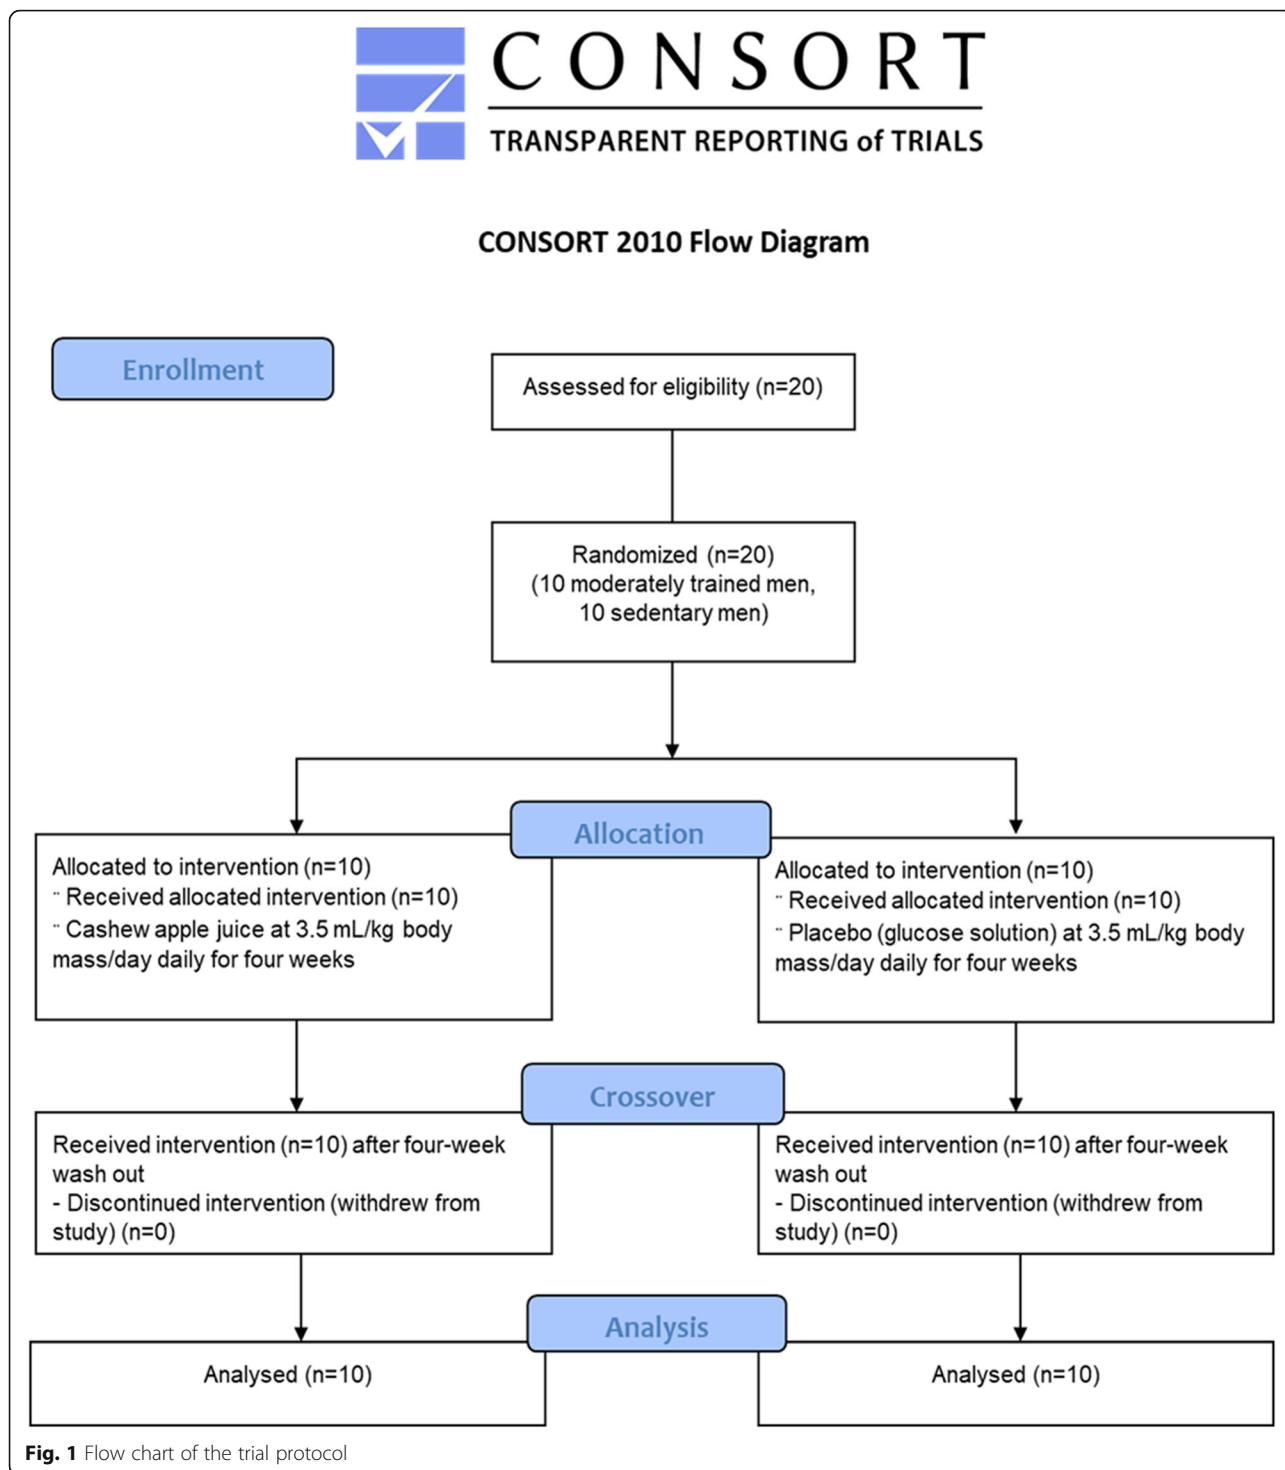 CONSORT
TRANSPARENT REPORTING of TRIALS
CONSORT 2010 Flow Diagram
Enrollment
Assessed for eligibility (n=20)
Randomized (n=20)
(10 moderately trained men,
10 sedentary men)
Allocation
Allocated to intervention (n=10)
¨ Received allocated intervention (n=10)
¨ Cashew apple juice at 3.5 mL/kg body
mass/day daily for four weeks
Allocated to intervention (n=10)
¨ Received allocated intervention (n=10)
¨ Placebo (glucose solution) at 3.5 mL/kg body
mass/day daily for four weeks
Crossover
Received intervention (n=10) after four-week
wash out
- Discontinued intervention (withdrew from
study) (n=0)
Received intervention (n=10) after four-week
wash out
- Discontinued intervention (withdrew from
study) (n=0)
Analysis
Analysed (n=10)
Analysed (n=10)
Fig. 1 Flow chart of the trial protocol